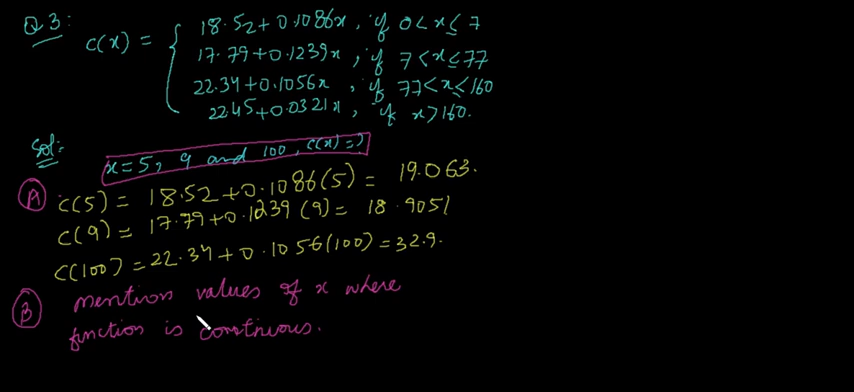 Q3:
C(x) = { 18.52+0.1086x, if 0<x≤7
17.79+0.1239x, if 7<x≤77
22.34+0.1056x, if 77<x≤160
22.45+0.0321x, if x>160.
Sol:
x=5, 9 and 100, C(x)=?
A C(5) = 18.52+0.1086(5) = 19.063.
C(9) = 17.79+0.1239(9) = 18.9051
C(100) = 22.34+0.1056(100) = 32.9.
B mention values of x where
function is continuous.